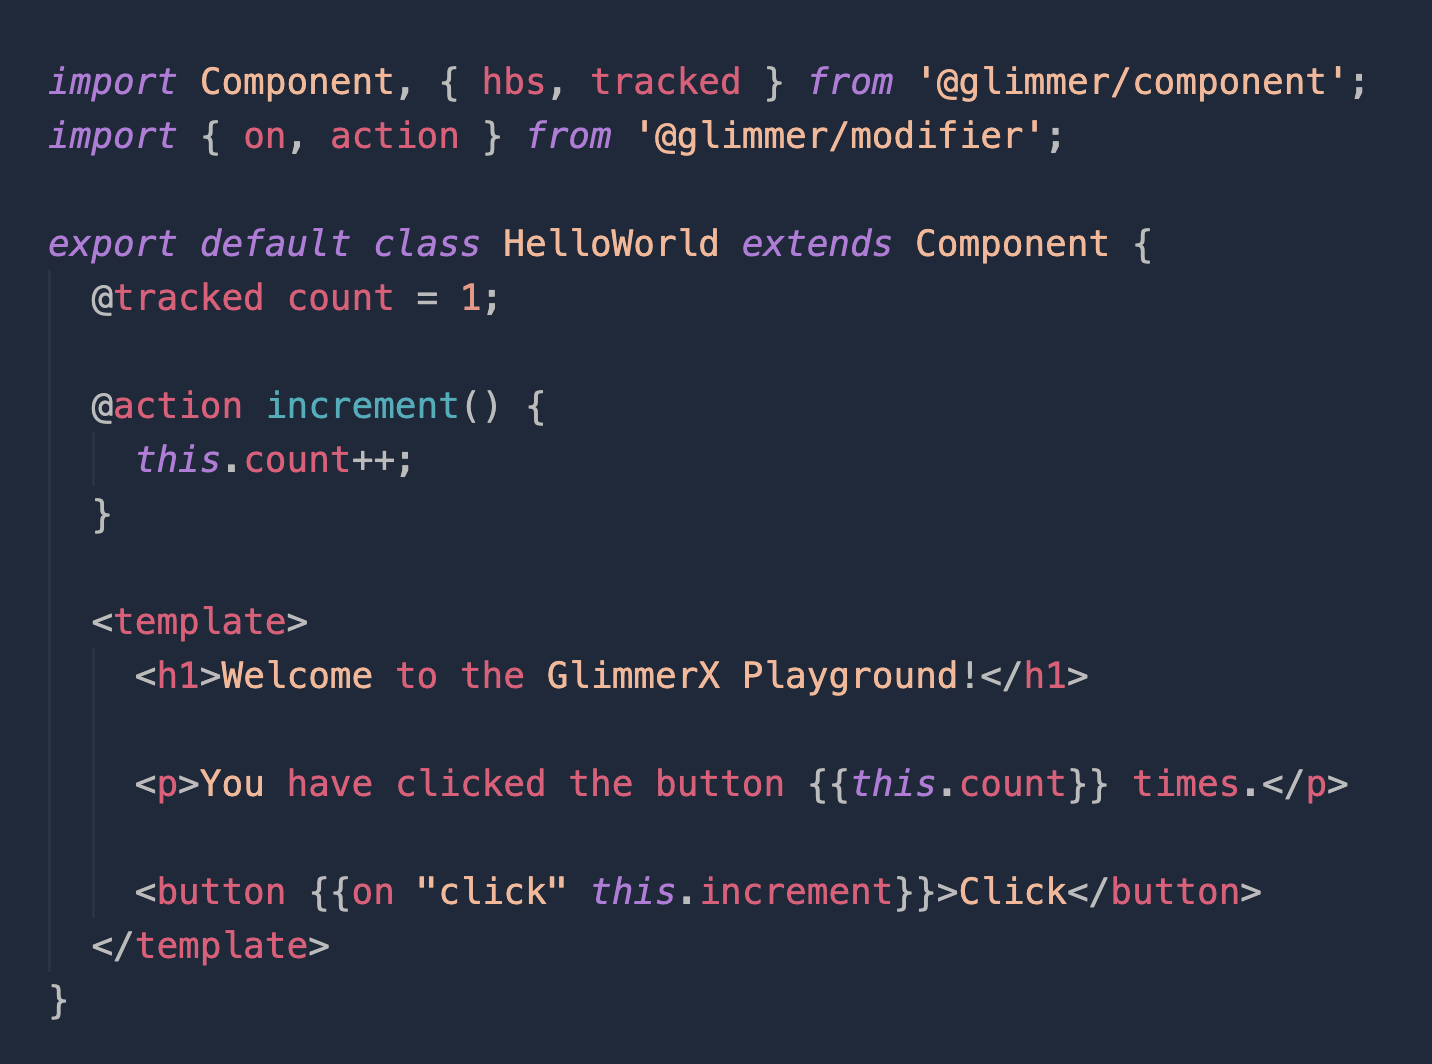 import Component, { hbs, tracked } from '@glimmer/component';
import { on, action } from '@glimmer/modifier';
export default class HelloWorld extends Component {
@tracked count = 1;
@action increment() {
this.count++;
}
<template>
<h1>Welcome to the GlimmerX Playground!</h1>
<p>You have clicked the button {{this.count}} times.</p>
<button {{on "click" this.increment}}>Click</button>
</template>
}